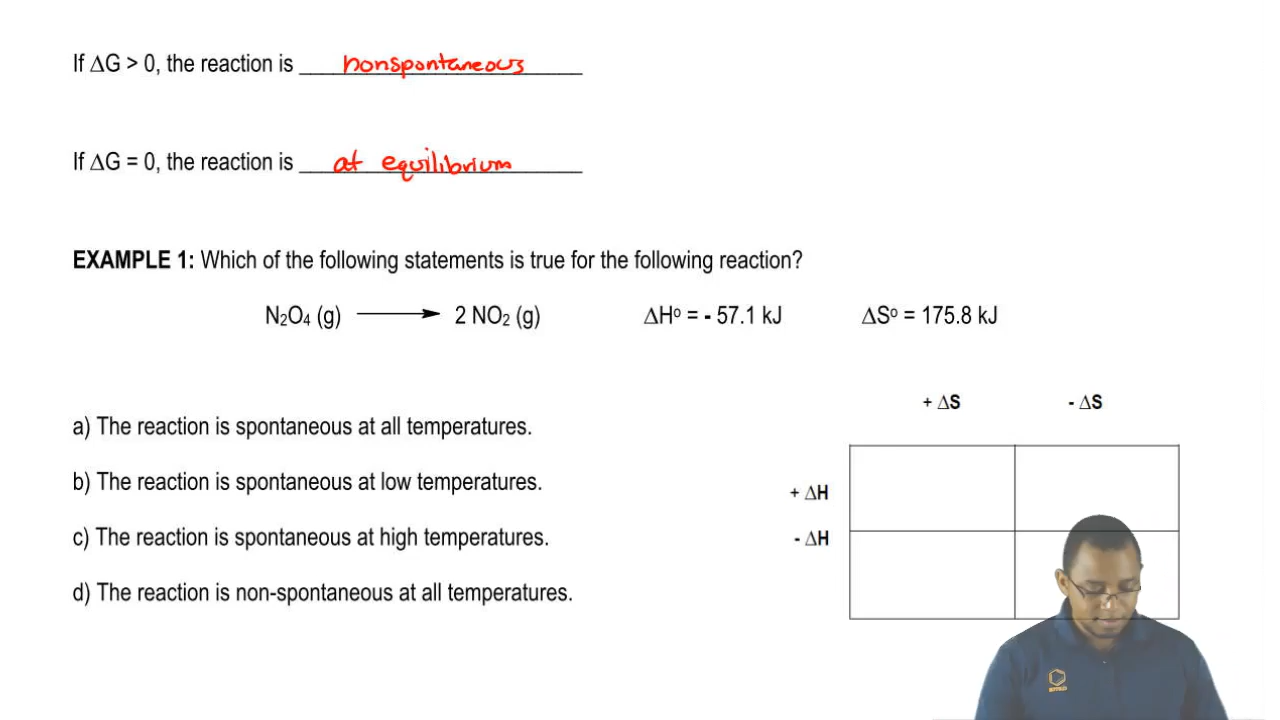 If ΔG > 0, the reaction is nonspontaneous
If ΔG = 0, the reaction is at equilibrium
EXAMPLE 1: Which of the following statements is true for the following reaction?
N₂O₄ (g) ⟶ 2 NO₂ (g) ΔHº = - 57.1 kJ ΔSº = 175.8 kJ
a) The reaction is spontaneous at all temperatures.
b) The reaction is spontaneous at low temperatures.
c) The reaction is spontaneous at high temperatures.
d) The reaction is non-spontaneous at all temperatures.
+ ΔS - ΔS
+ ΔH
- ΔH